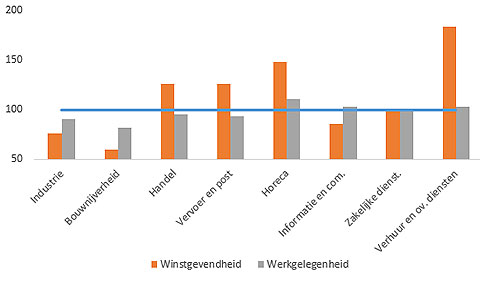 200
150
100
50
Industrie
Bouwnijverheid
Handel
Vervoer en post
Horeca
Informatie en com.
Zakelijke dienst.
Verhuur en ov. diensten
Winstgevendheid
Werkgelegenheid